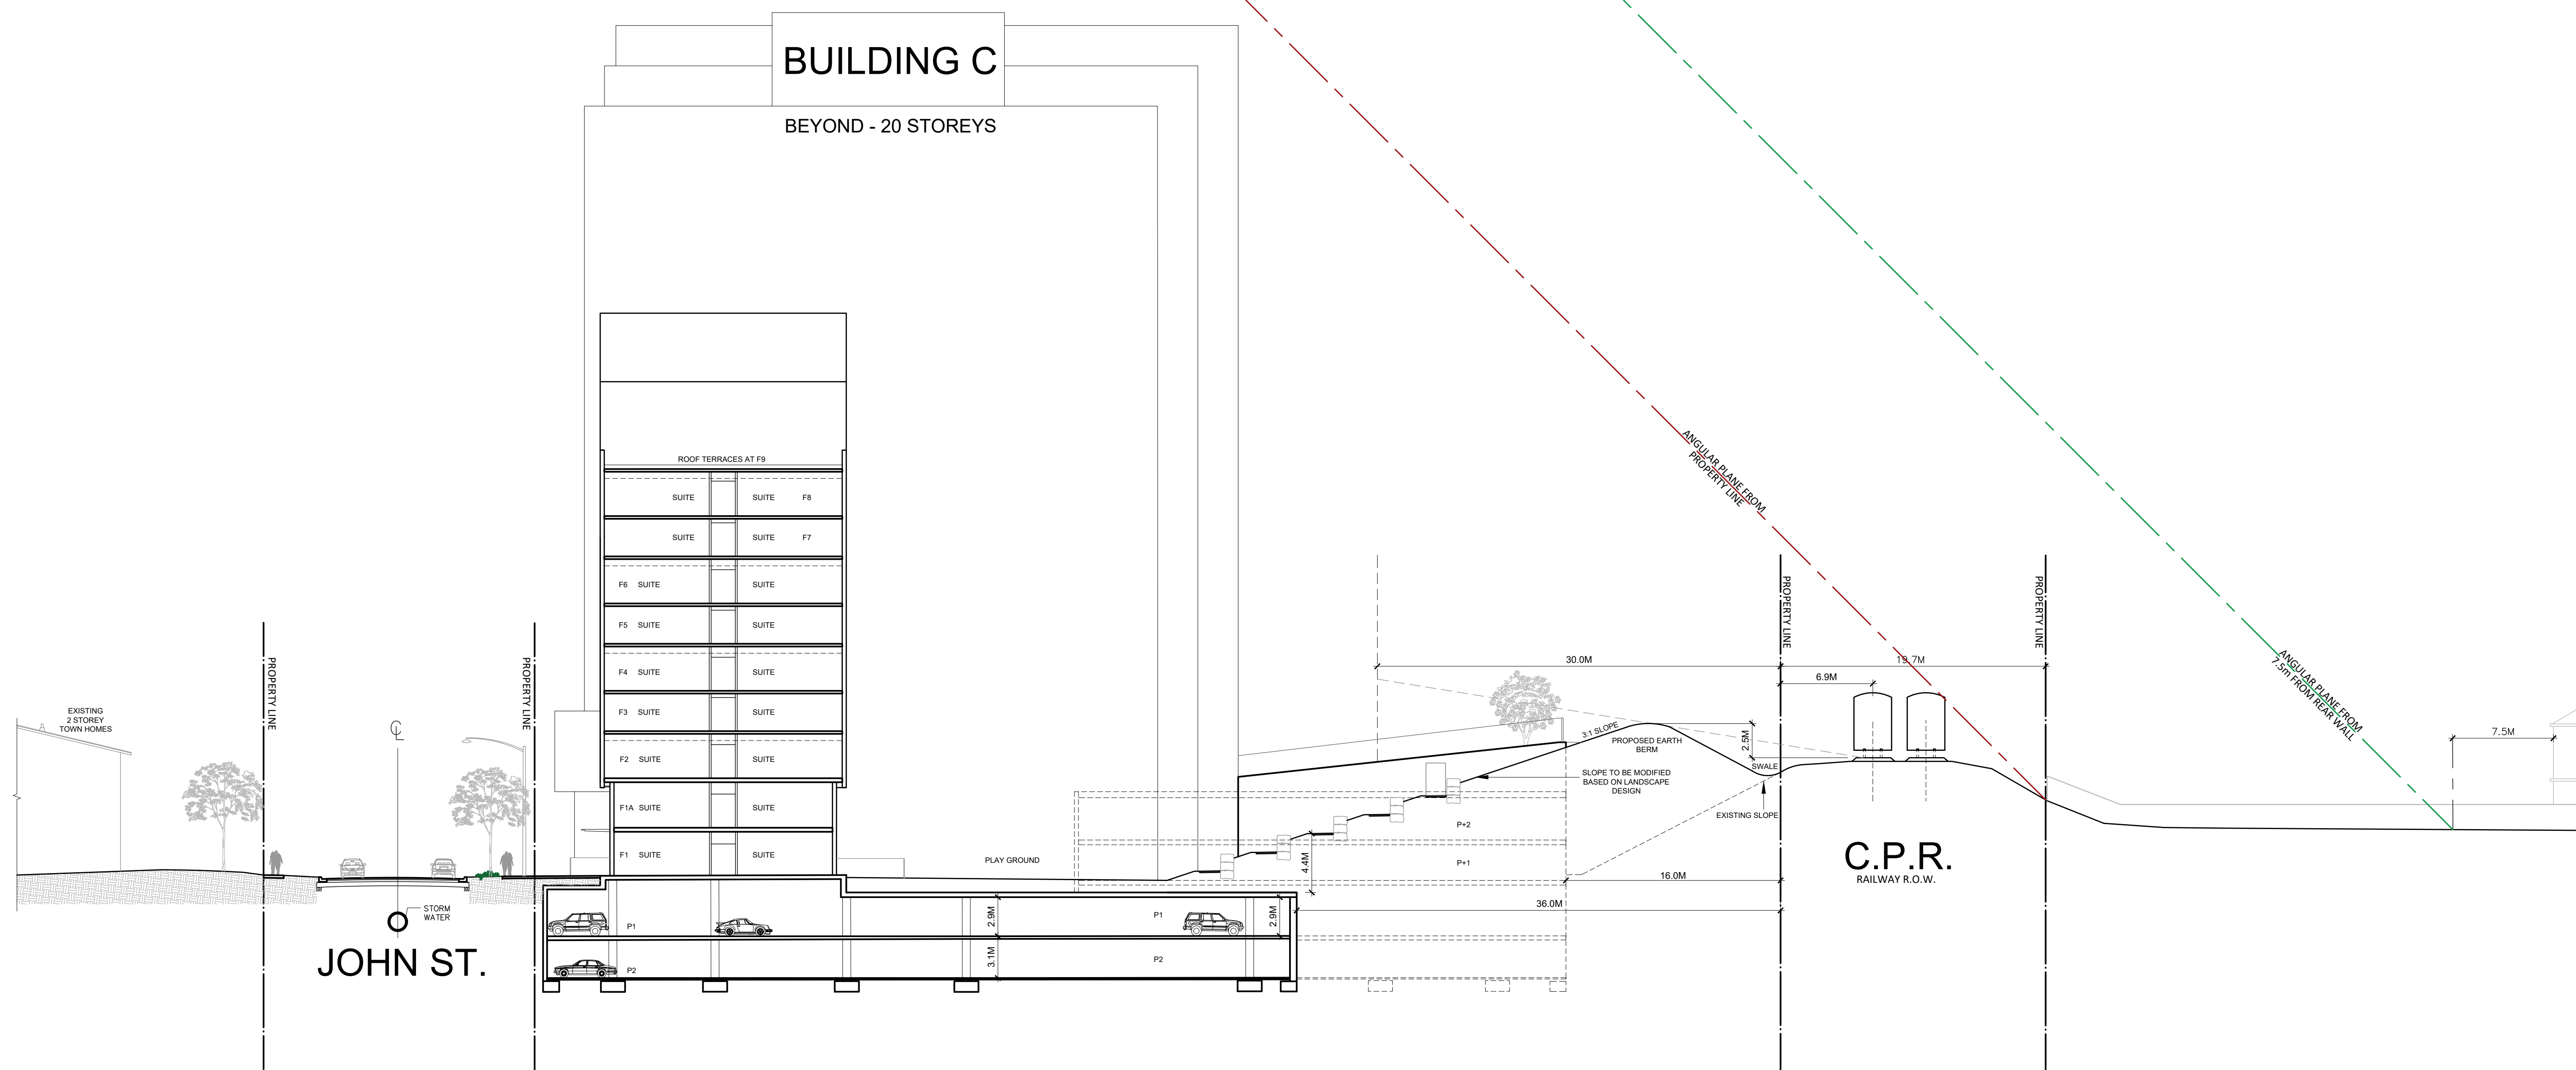 BUILDING C
BEYOND - 20 STOREYS
ROOF TERRACES AT F9
SUITE SUITE F8
SUITE SUITE F7
F6 SUITE SUITE
F5 SUITE SUITE
F4 SUITE SUITE
F3 SUITE SUITE
F2 SUITE SUITE
F1A SUITE SUITE
F1 SUITE SUITE
EXISTING
2 STOREY
TOWN HOMES
PROPERTY LINE
CL
PROPERTY LINE
STORM
WATER
JOHN ST.
P1
P2
2.9M
3.1M
P1
P2
2.9M
PLAY GROUND
4.4M
P+2
P+1
16.0M
36.0M
30.0M
3:1 SLOPE
PROPOSED EARTH
BERM
SLOPE TO BE MODIFIED
BASED ON LANDSCAPE
DESIGN
2.5M
SWALE
EXISTING SLOPE
PROPERTY LINE
19.7M
6.9M
PROPERTY LINE
C.P.R.
RAILWAY R.O.W.
ANGULAR PLANE FROM
PROPERTY LINE
ANGULAR PLANE FROM
7.5m FROM REAR WALL
7.5M